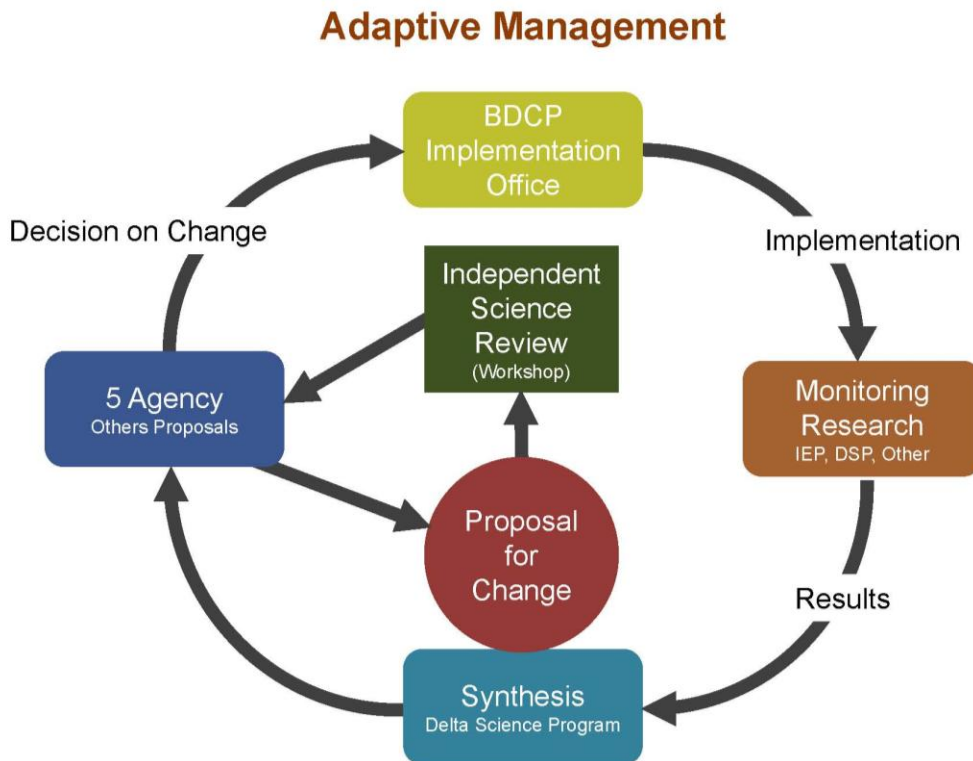 Adaptive Management
BDCP
Implementation
Office
Decision on Change
Implementation
Independent
Science
Review
(Workshop)
5 Agency
Others Proposals
Monitoring
Research
IEP, DSP, Other
Proposal
for
Change
Results
Synthesis
Delta Science Program